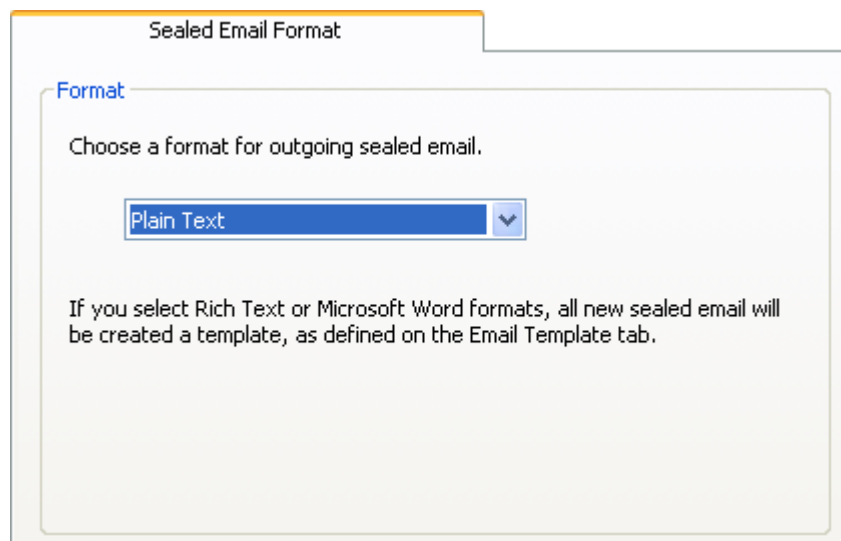 Sealed Email Format
Format
Choose a format for outgoing sealed email.
Plain Text
If you select Rich Text or Microsoft Word formats, all new sealed email will
be created a template, as defined on the Email Template tab.